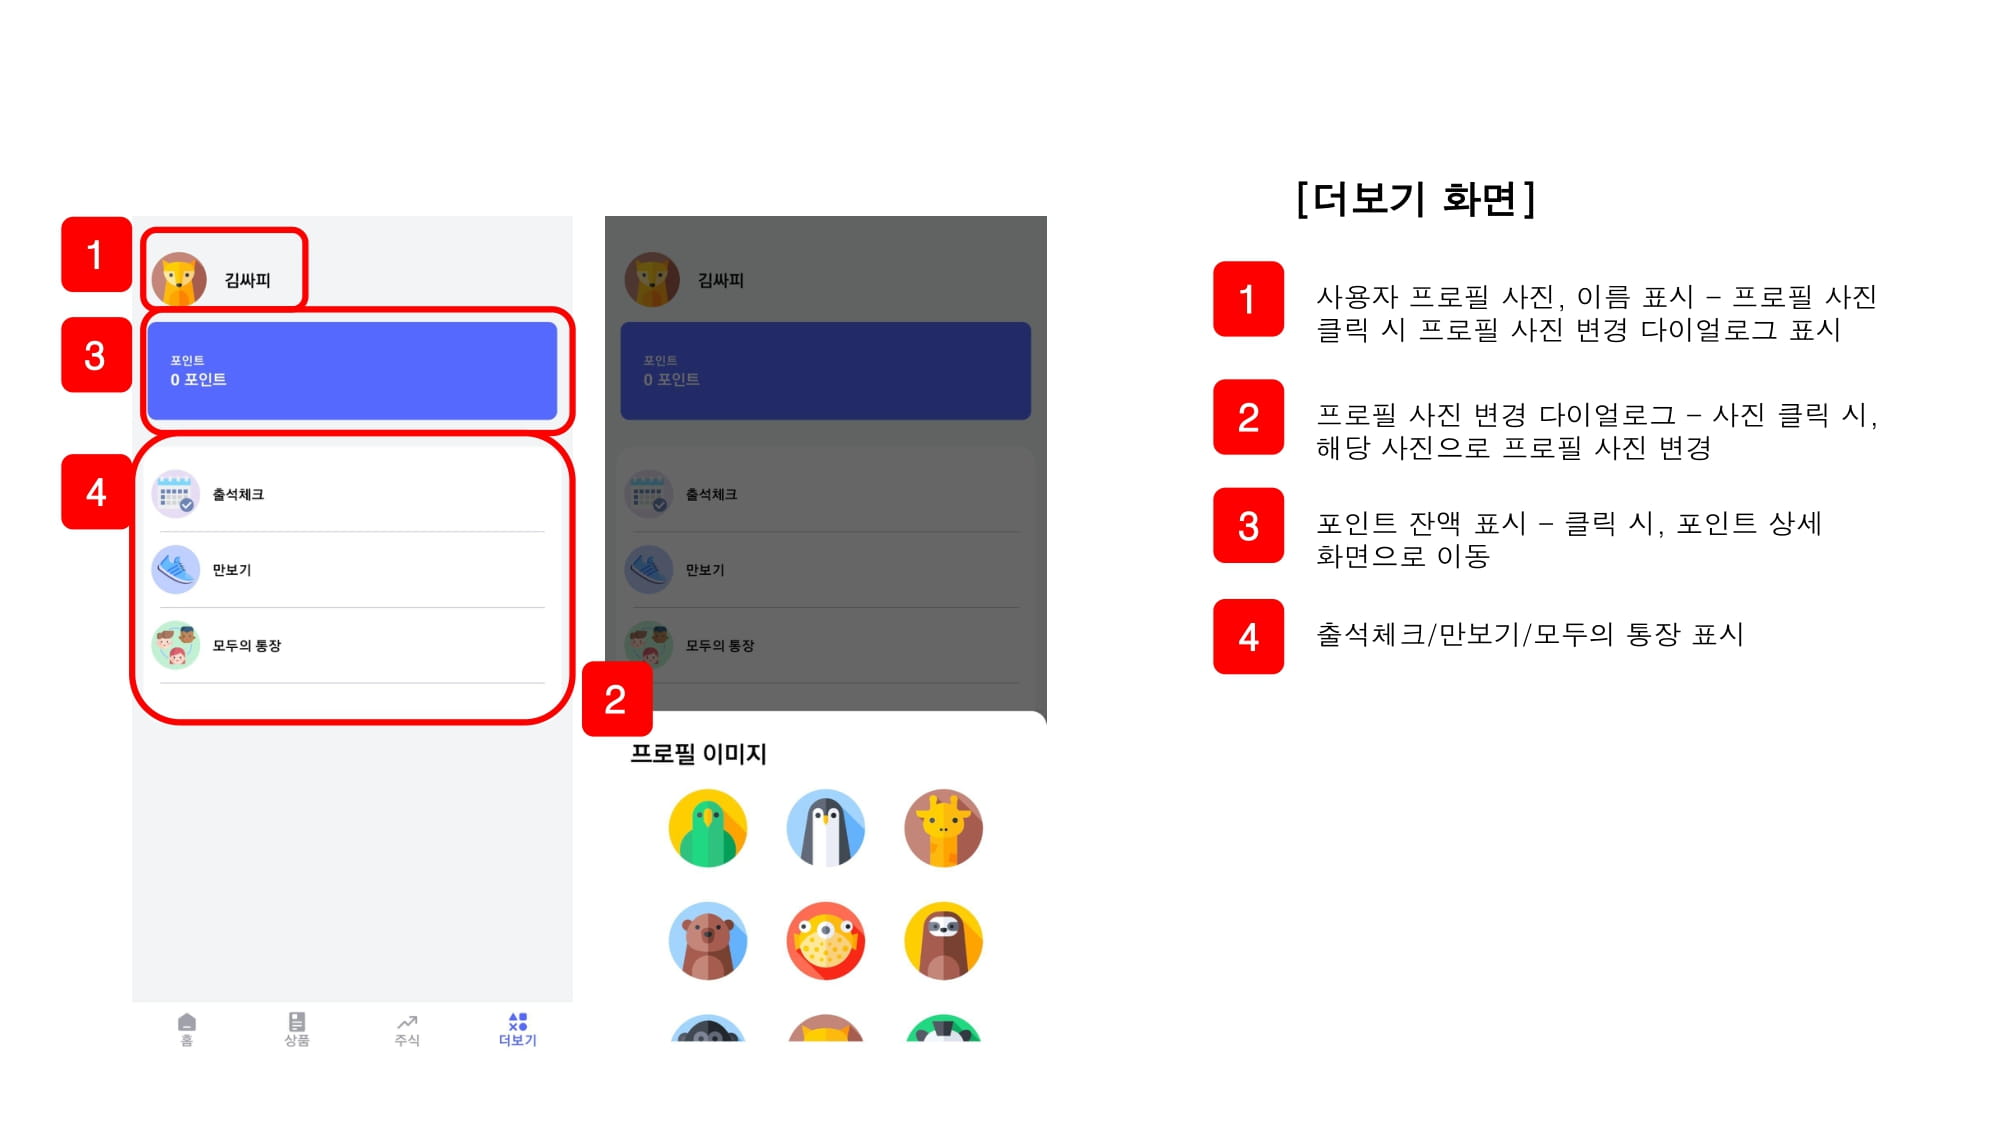 [더보기 화면]
1
김싸피
3
포인트
0 포인트
4
출석체크
만보기
모두의 통장
홈
상품
주식
더보기
김싸피
포인트
0 포인트
출석체크
만보기
모두의 통장
2
프로필 이미지
1
사용자 프로필 사진, 이름 표시 – 프로필 사진
클릭 시 프로필 사진 변경 다이얼로그 표시
2
프로필 사진 변경 다이얼로그 – 사진 클릭 시,
해당 사진으로 프로필 사진 변경
3
포인트 잔액 표시 – 클릭 시, 포인트 상세
화면으로 이동
4
출석체크/만보기/모두의 통장 표시